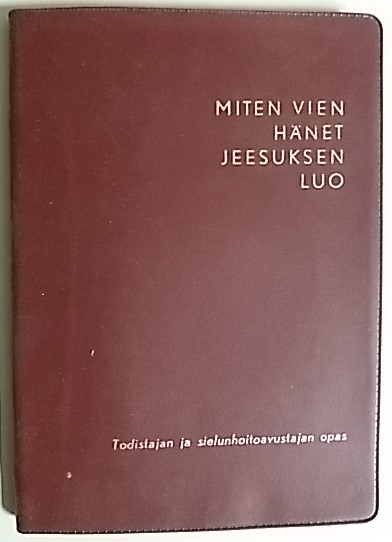 MITEN VIEN
HÄNET
JEESUKSEN
LUO
Todistajan ja sielunhoitoavustajan opas